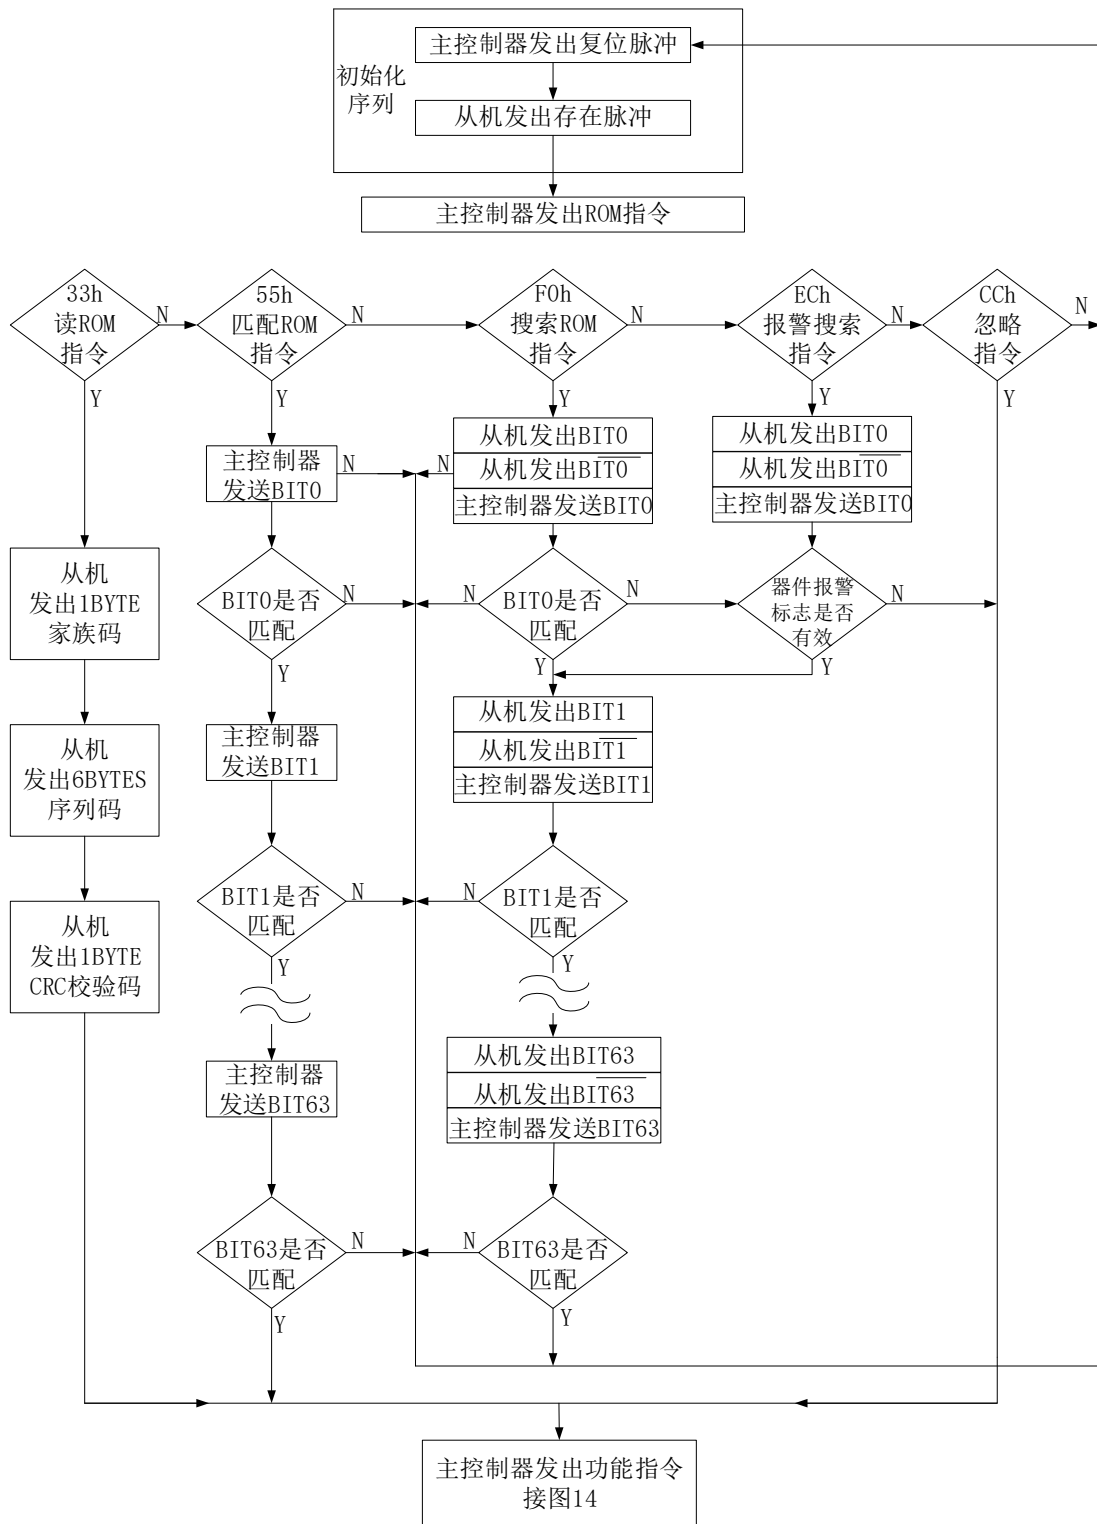 主控制器发出复位脉冲
初始化
序列
从机发出存在脉冲
主控制器发出ROM指令
33h
读ROM
指令
N
Y
55h
匹配ROM
指令
N
Y
F0h
搜索ROM
指令
N
Y
ECh
报警搜索
指令
N
Y
CCh
忽略
指令
N
Y
主控制器
发送BIT0
N
N
从机发出BIT0
从机发出BIT0
主控制器发送BIT0
从机发出BIT0
从机发出BIT0
主控制器发送BIT0
从机
发出1BYTE
家族码
BIT0是否
匹配
N
Y
N
BIT0是否
匹配
N
Y
器件报警
标志是否
有效
N
Y
从机
发出6BYTES
序列码
主控制器
发送BIT1
从机发出BIT1
从机发出BIT1
主控制器发送BIT1
从机
发出1BYTE
CRC校验码
BIT1是否
匹配
N
Y
N
BIT1是否
匹配
Y
主控制器
发送BIT63
从机发出BIT63
从机发出BIT63
主控制器发送BIT63
BIT63是否
匹配
N
Y
N
BIT63是否
匹配
Y
主控制器发出功能指令
接图14